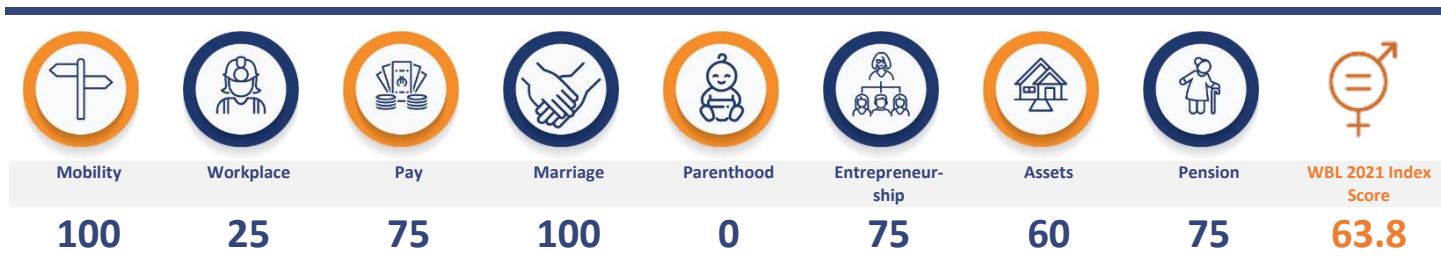 Mobility
Workplace
Pay
Marriage
Parenthood
Entrepreneur-
ship
Assets
Pension
WBL 2021 Index
Score
100
25
75
100
0
75
60
75
63.8